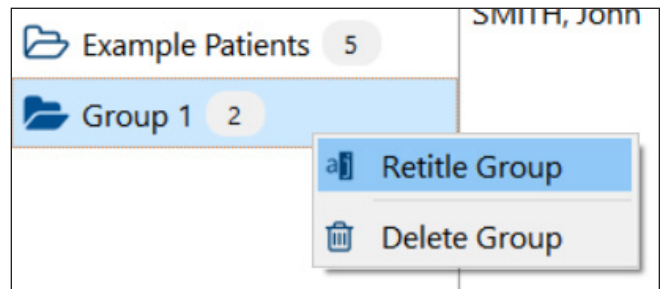 SMITH, John
Example Patients 5
Group 1 2
Retitle Group
Delete Group